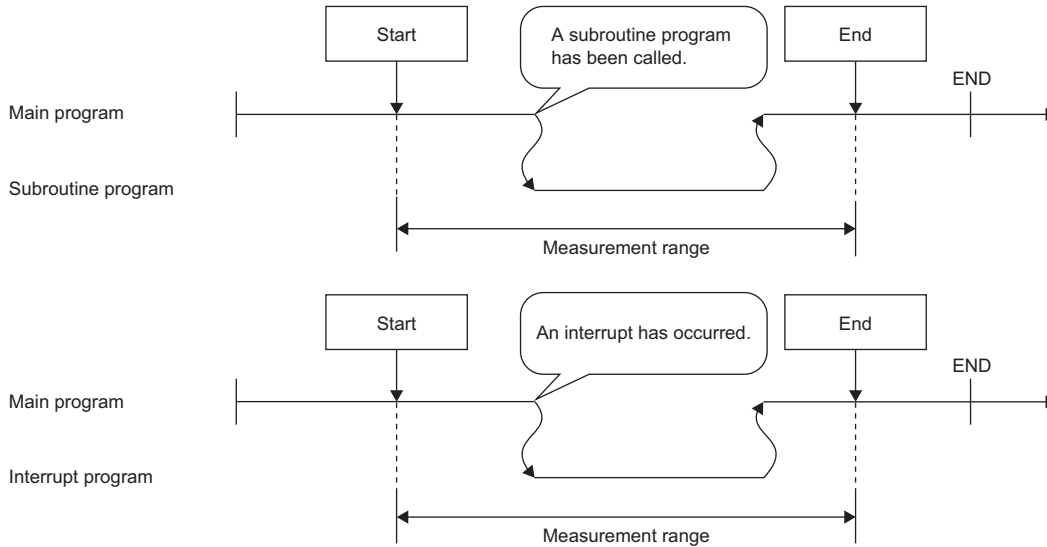 Start
A subroutine program
has been called.
End
END
Main program
Subroutine program
Measurement range
Start
An interrupt has occurred.
End
END
Main program
Interrupt program
Measurement range